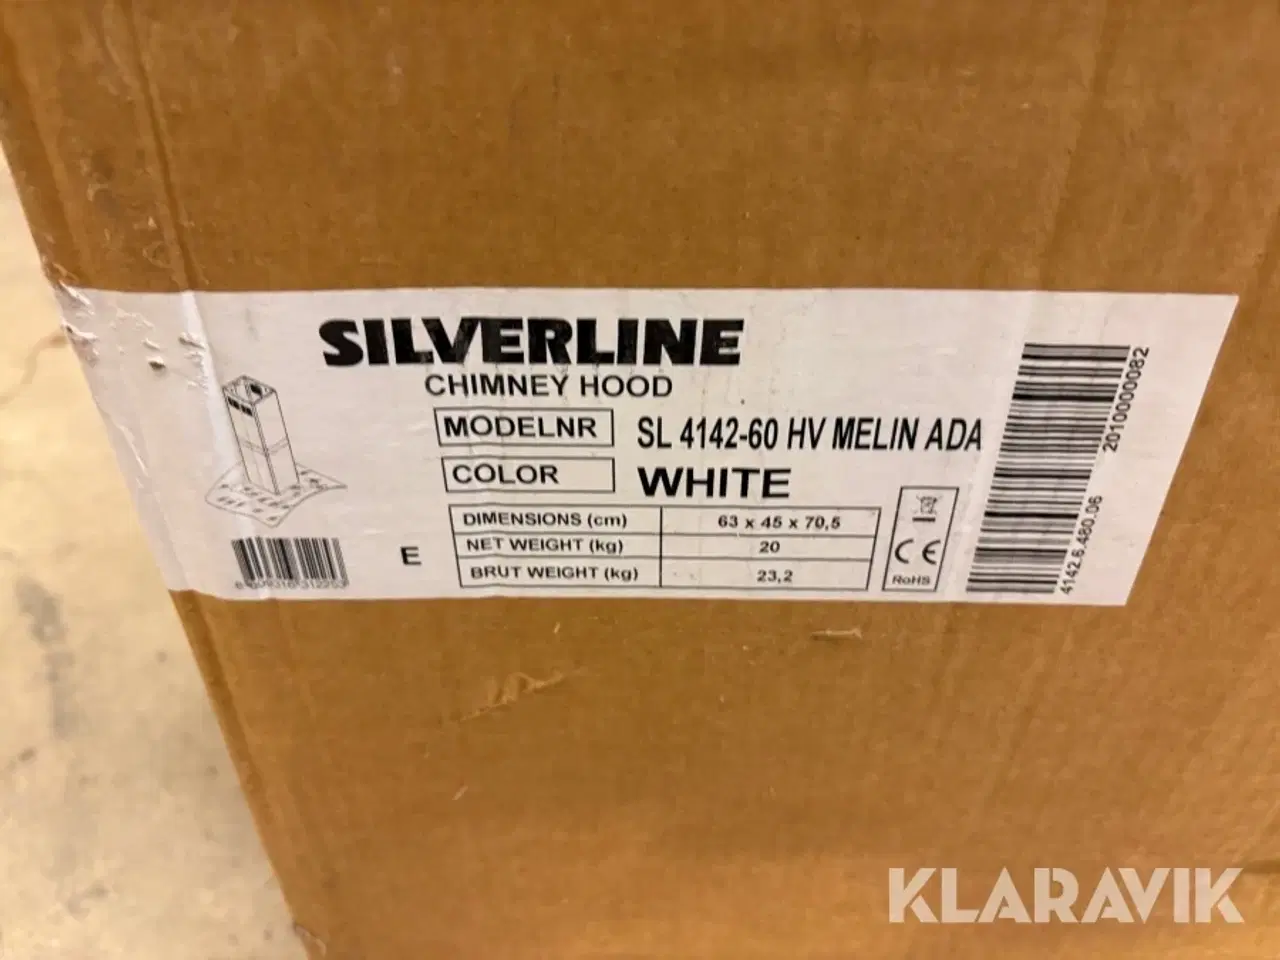 SILVERLINE
CHIMNEY HOOD
MODELNR SL 4142-60 HV MELIN ADA
COLOR WHITE
DIMENSIONS (cm) 63 x 45 x 70,5
NET WEIGHT (kg) 20
BRUT WEIGHT (kg) 23,2
E
CE
RoHS
4142.6.480.06
2010000082
KLARAVIK